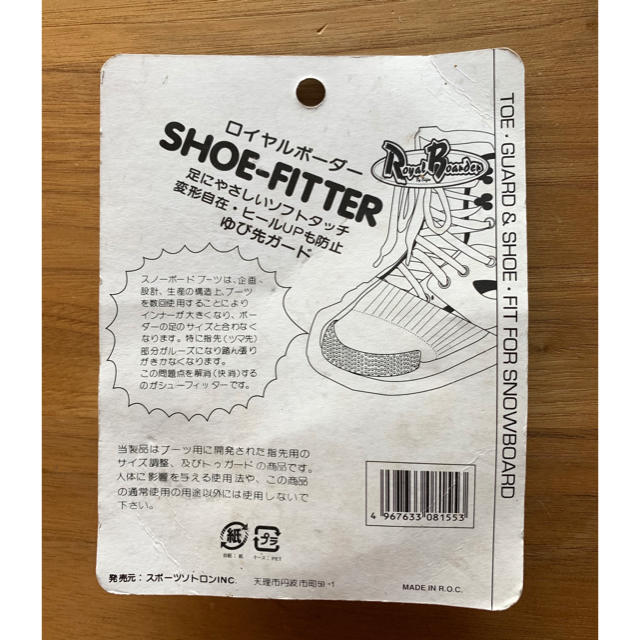 ロイヤルボーダー
SHOE-FITTER
足にやさしいソフトタッチ
変形自在・ヒールUPも防止
ゆび先ガード
Royal Boarder
TOE・GUARD & SHOE・FIT FOR SNOWBOARD
スノーボードブーツは、企画、
設計、生産の構造上、ブーツ
を数回使用することにより
インナーが大きくなり、ボー
ダーの足のサイズと合わなく
なります。特に指先(ツマ先)
部分がルーズになり踏ん張り
がきかなくなります。
この問題点を解消(快消)する
のがシューフィッターです。
当製品はブーツ用に開発された指先用の
サイズ調整、及びトゥガードの商品です。
人体に影響を与える使用法や、この商品
の通常使用の用途以外には使用しないで
下さい。
4 967633 081553
紙
プラ
台紙:紙
ケース:PET
発売元:スポーツソトロンINC.
天理市丹波市町59-1
MADE IN R.O.C.